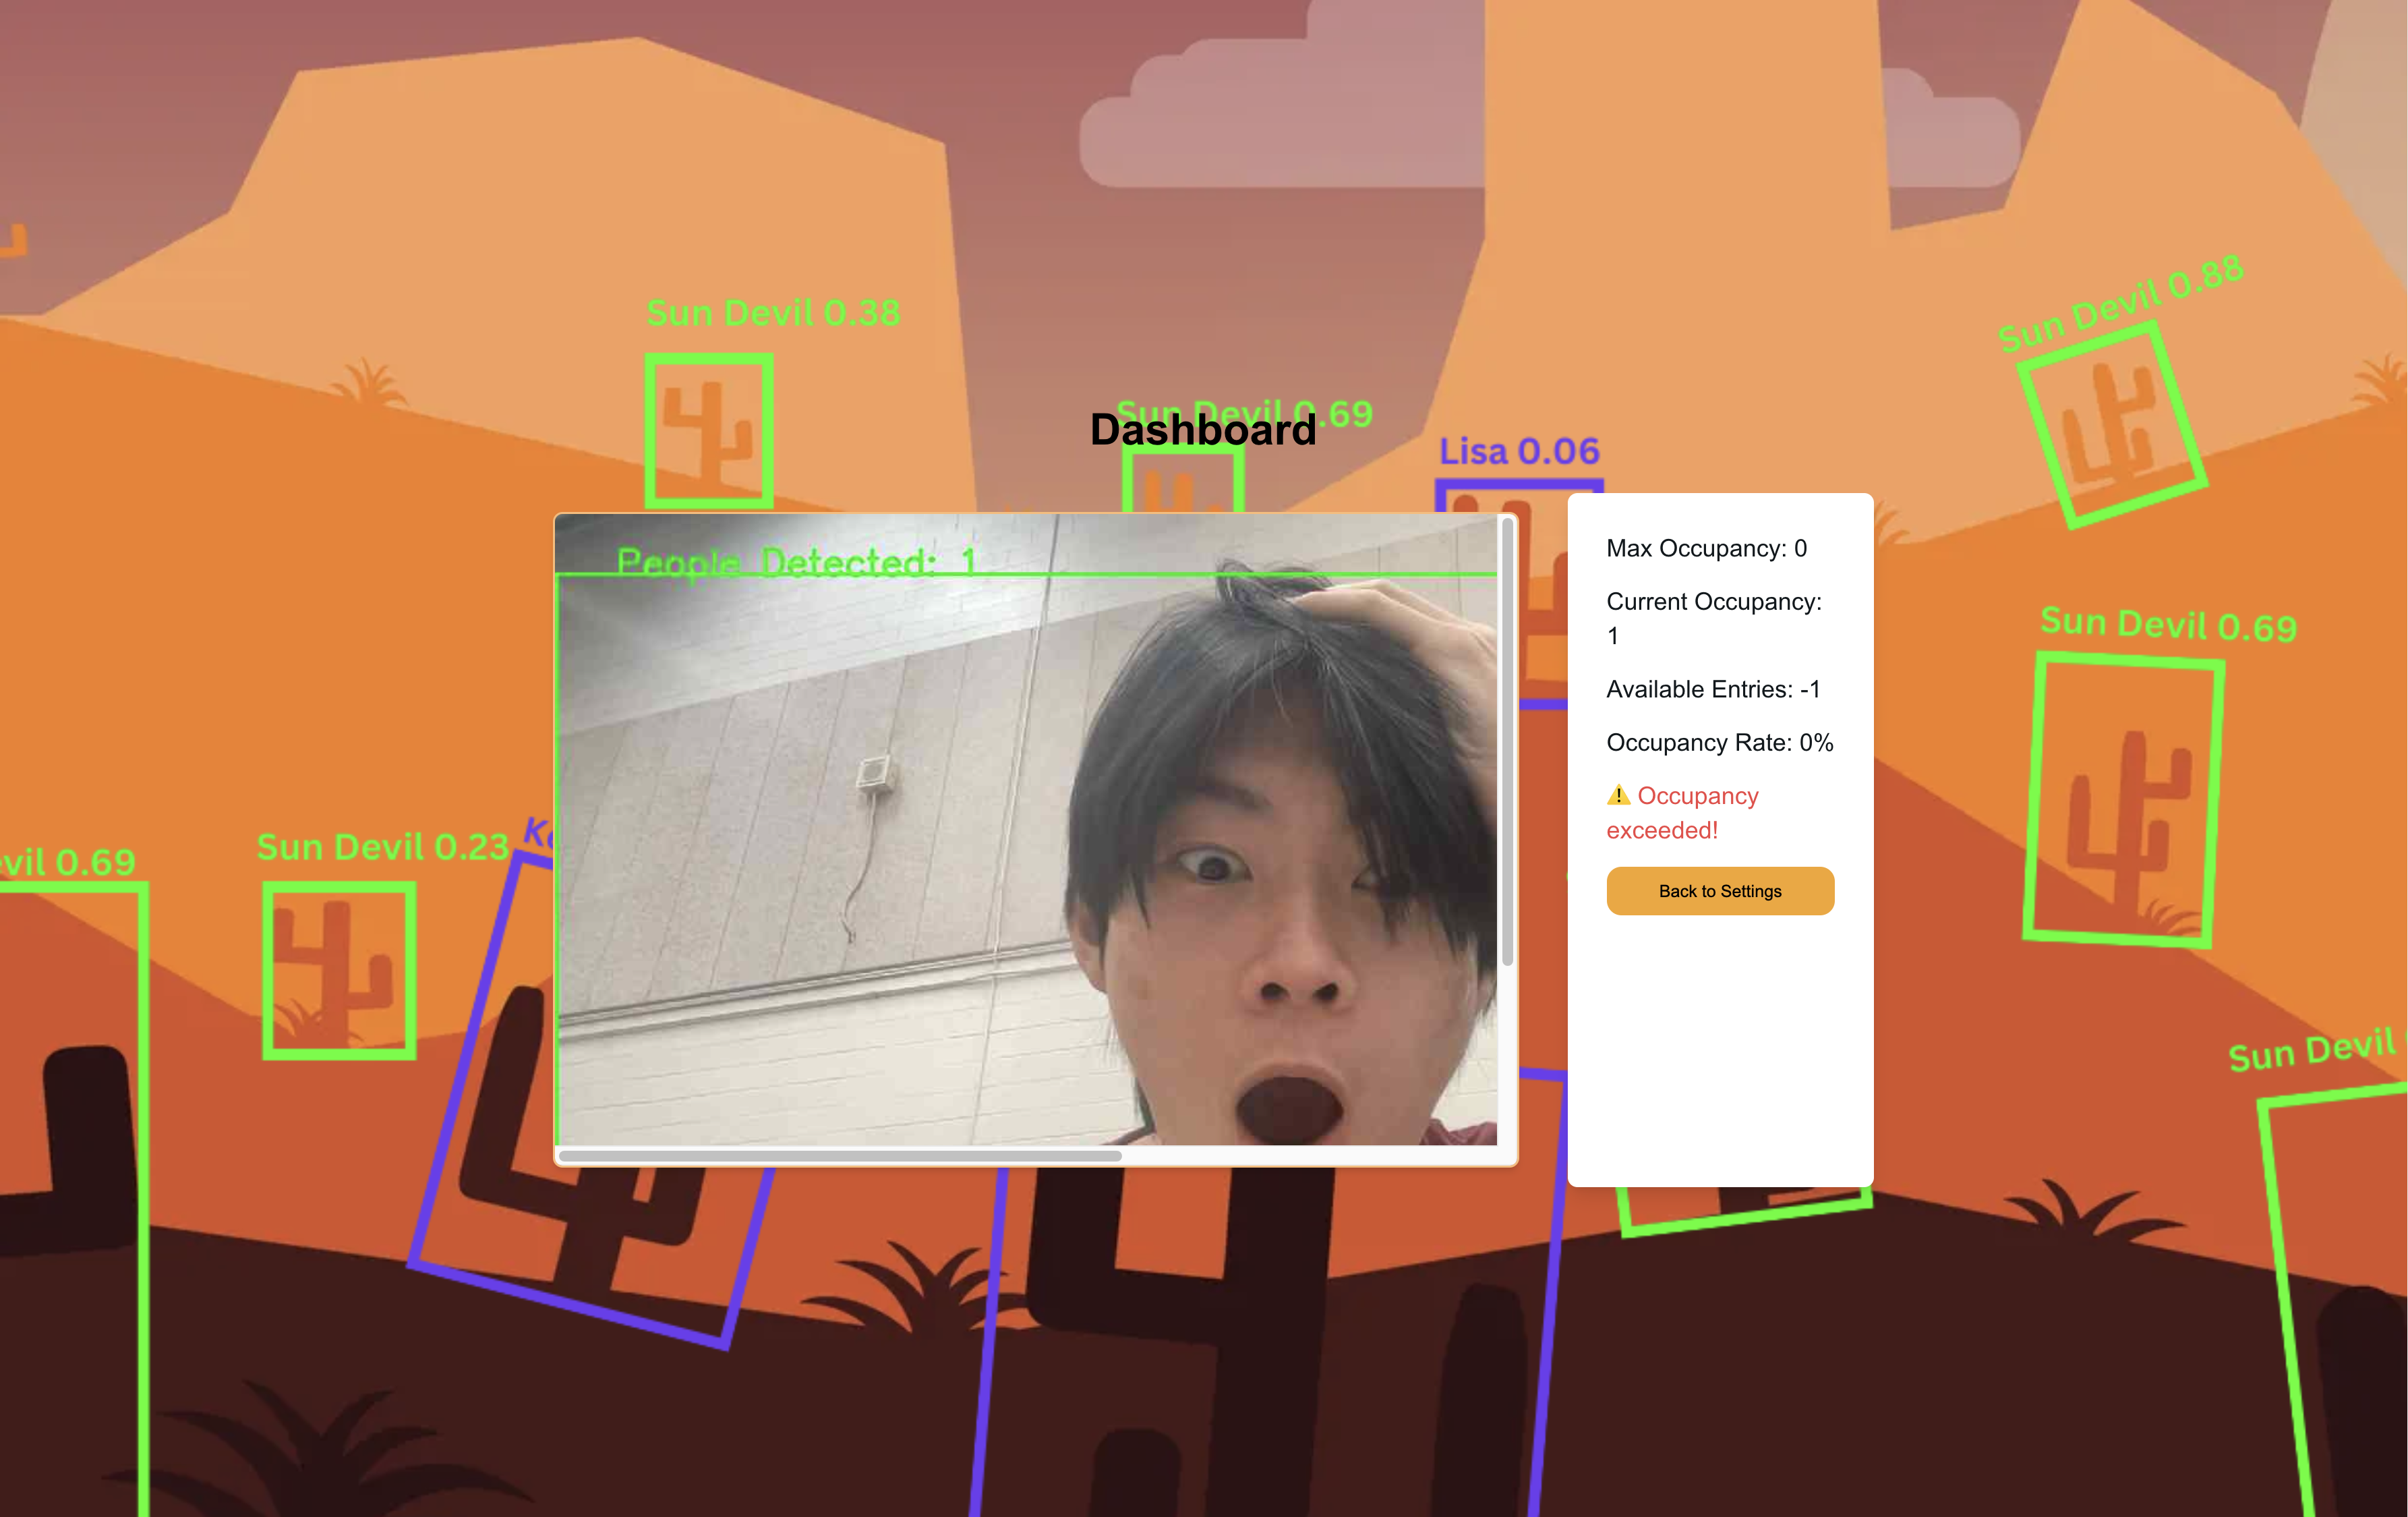 Sun Devil 0.88
Sun Devil 0.38
Sun Devil 0.69
Dashboard
Lisa 0.06
People Detected: 1
Max Occupancy: 0
Current Occupancy:
1
Available Entries: -1
Occupancy Rate: 0%
⚠️ Occupancy
exceeded!
Back to Settings
Sun Devil 0.69
vil 0.69
Sun Devil 0.23
Sun Devil